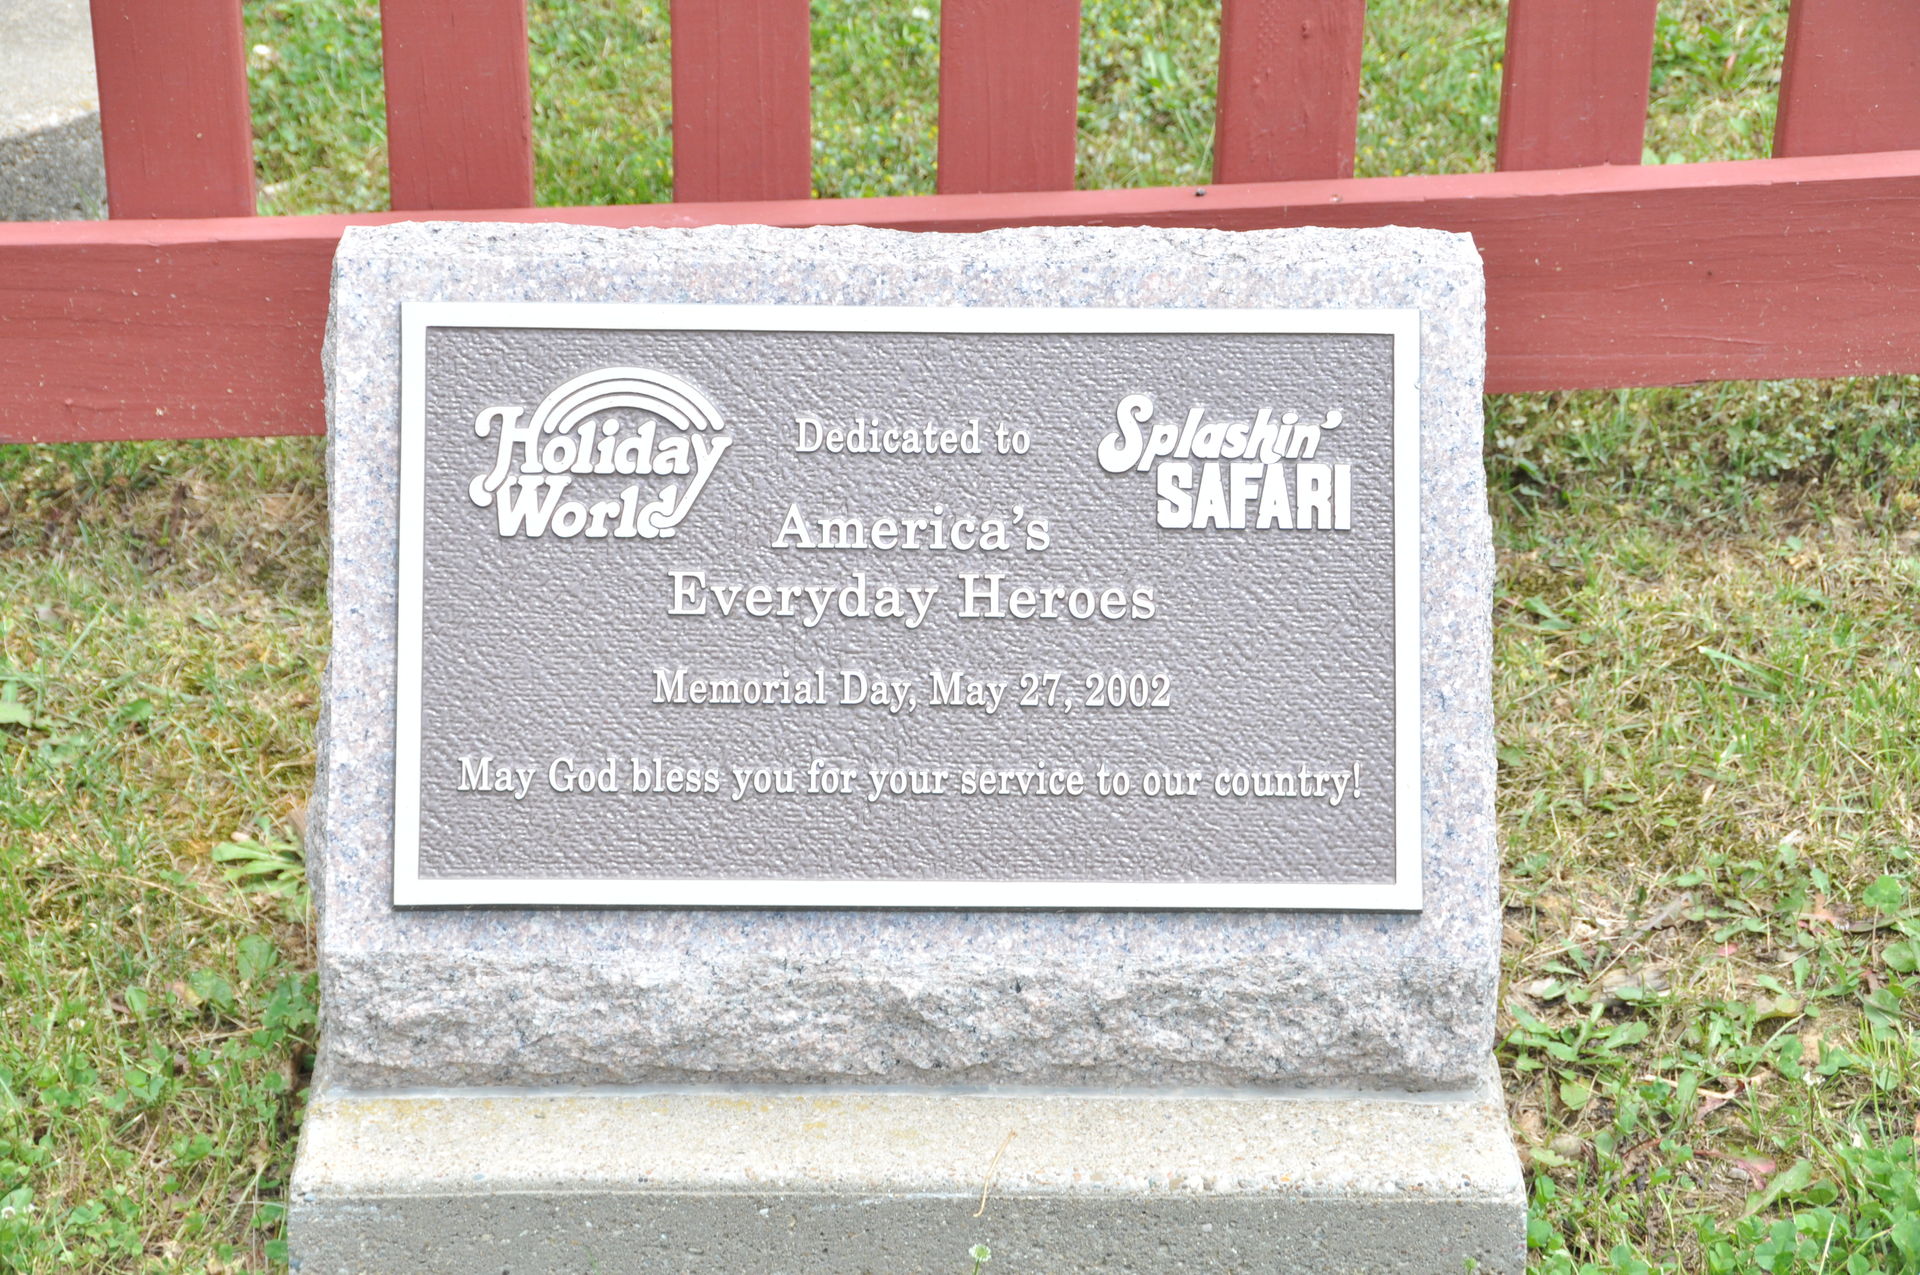 Holiday
World
Dedicated to
Splashin'
SAFARI
America's
Everyday Heroes
Memorial Day, May 27, 2002
May God bless you for your service to our country!